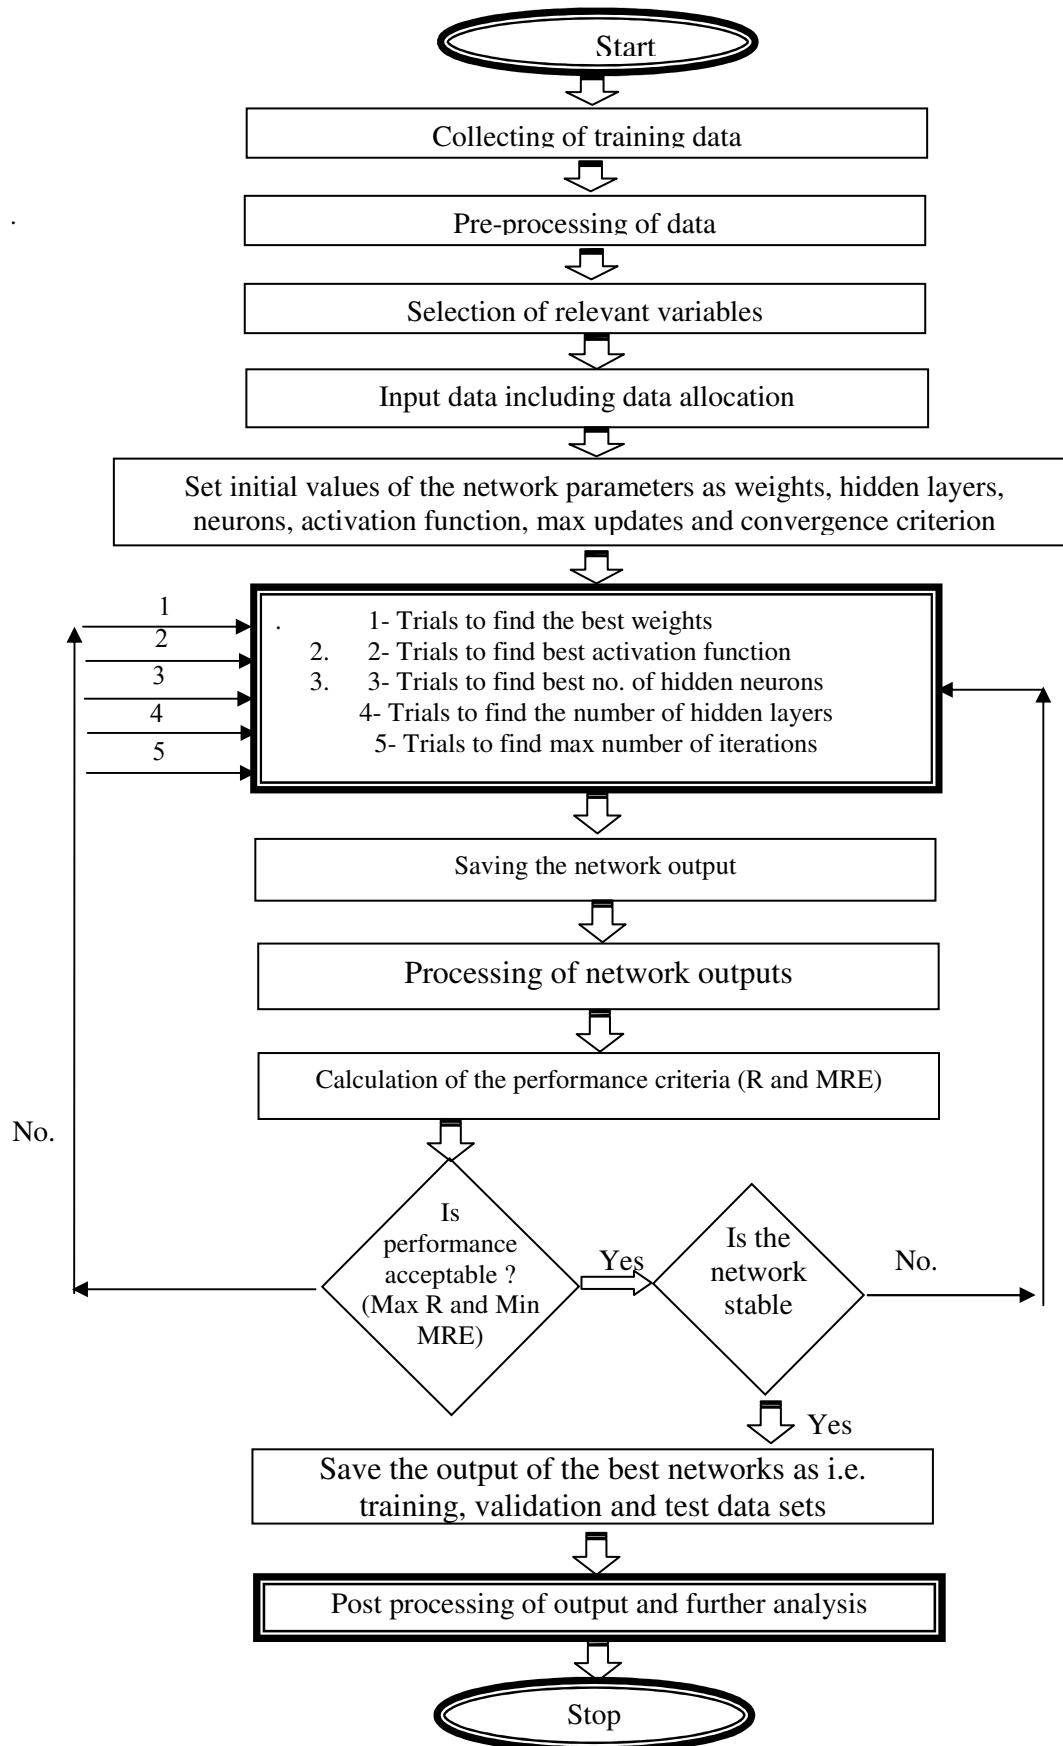 Start
Collecting of training data
.
Pre-processing of data
Selection of relevant variables
Input data including data allocation
Set initial values of the network parameters as weights, hidden layers,
neurons, activation function, max updates and convergence criterion
1
2
3
4
5
. 1- Trials to find the best weights
2. 2- Trials to find best activation function
3. 3- Trials to find best no. of hidden neurons
4- Trials to find the number of hidden layers
5- Trials to find max number of iterations
Saving the network output
Processing of network outputs
Calculation of the performance criteria (R and MRE)
No.
Is
performance
acceptable ?
(Max R and Min
MRE)
Yes
Is the
network
stable
No.
Yes
Save the output of the best networks as i.e.
training, validation and test data sets
Post processing of output and further analysis
Stop